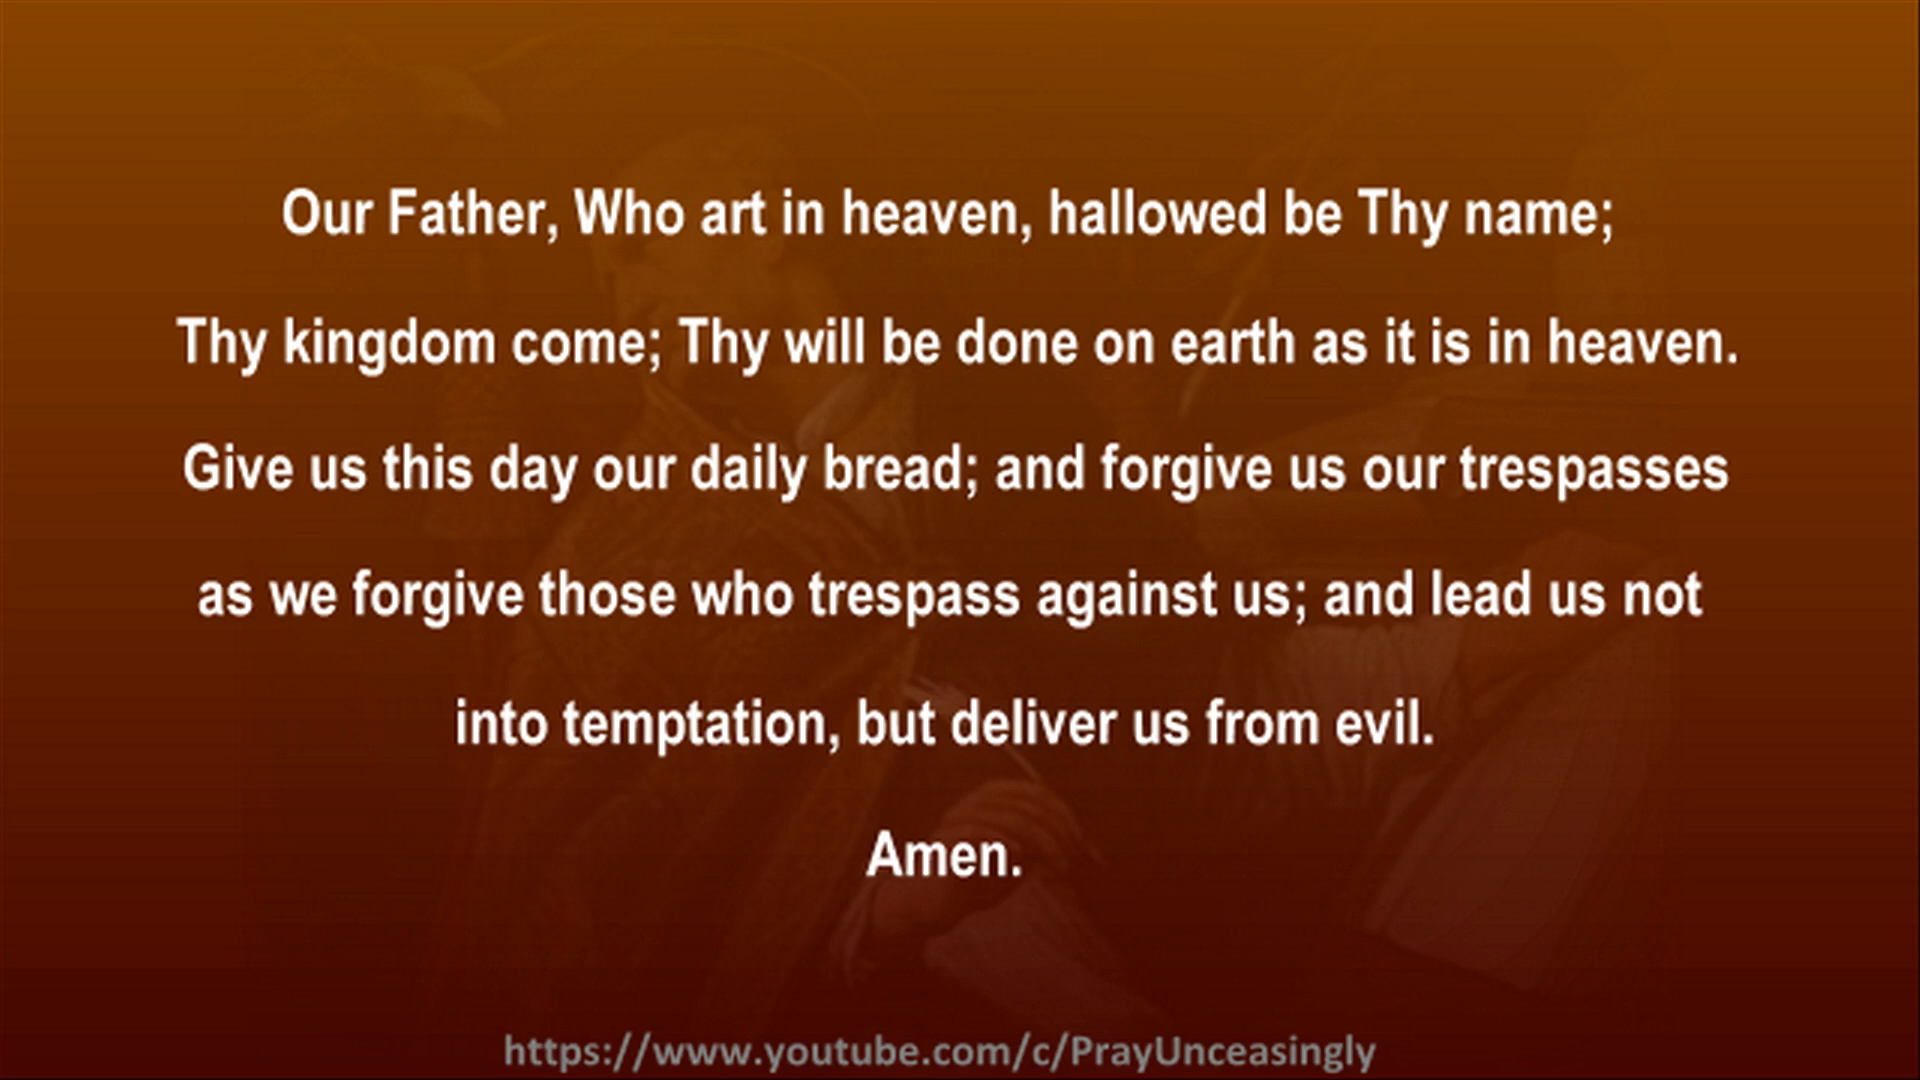 Our Father, Who art in heaven, hallowed be Thy name;
Thy kingdom come; Thy will be done on earth as it is in heaven.
Give us this day our daily bread; and forgive us our trespasses
as we forgive those who trespass against us; and lead us not
into temptation, but deliver us from evil.
Amen.
https://www.youtube.com/c/PrayUnceasingly